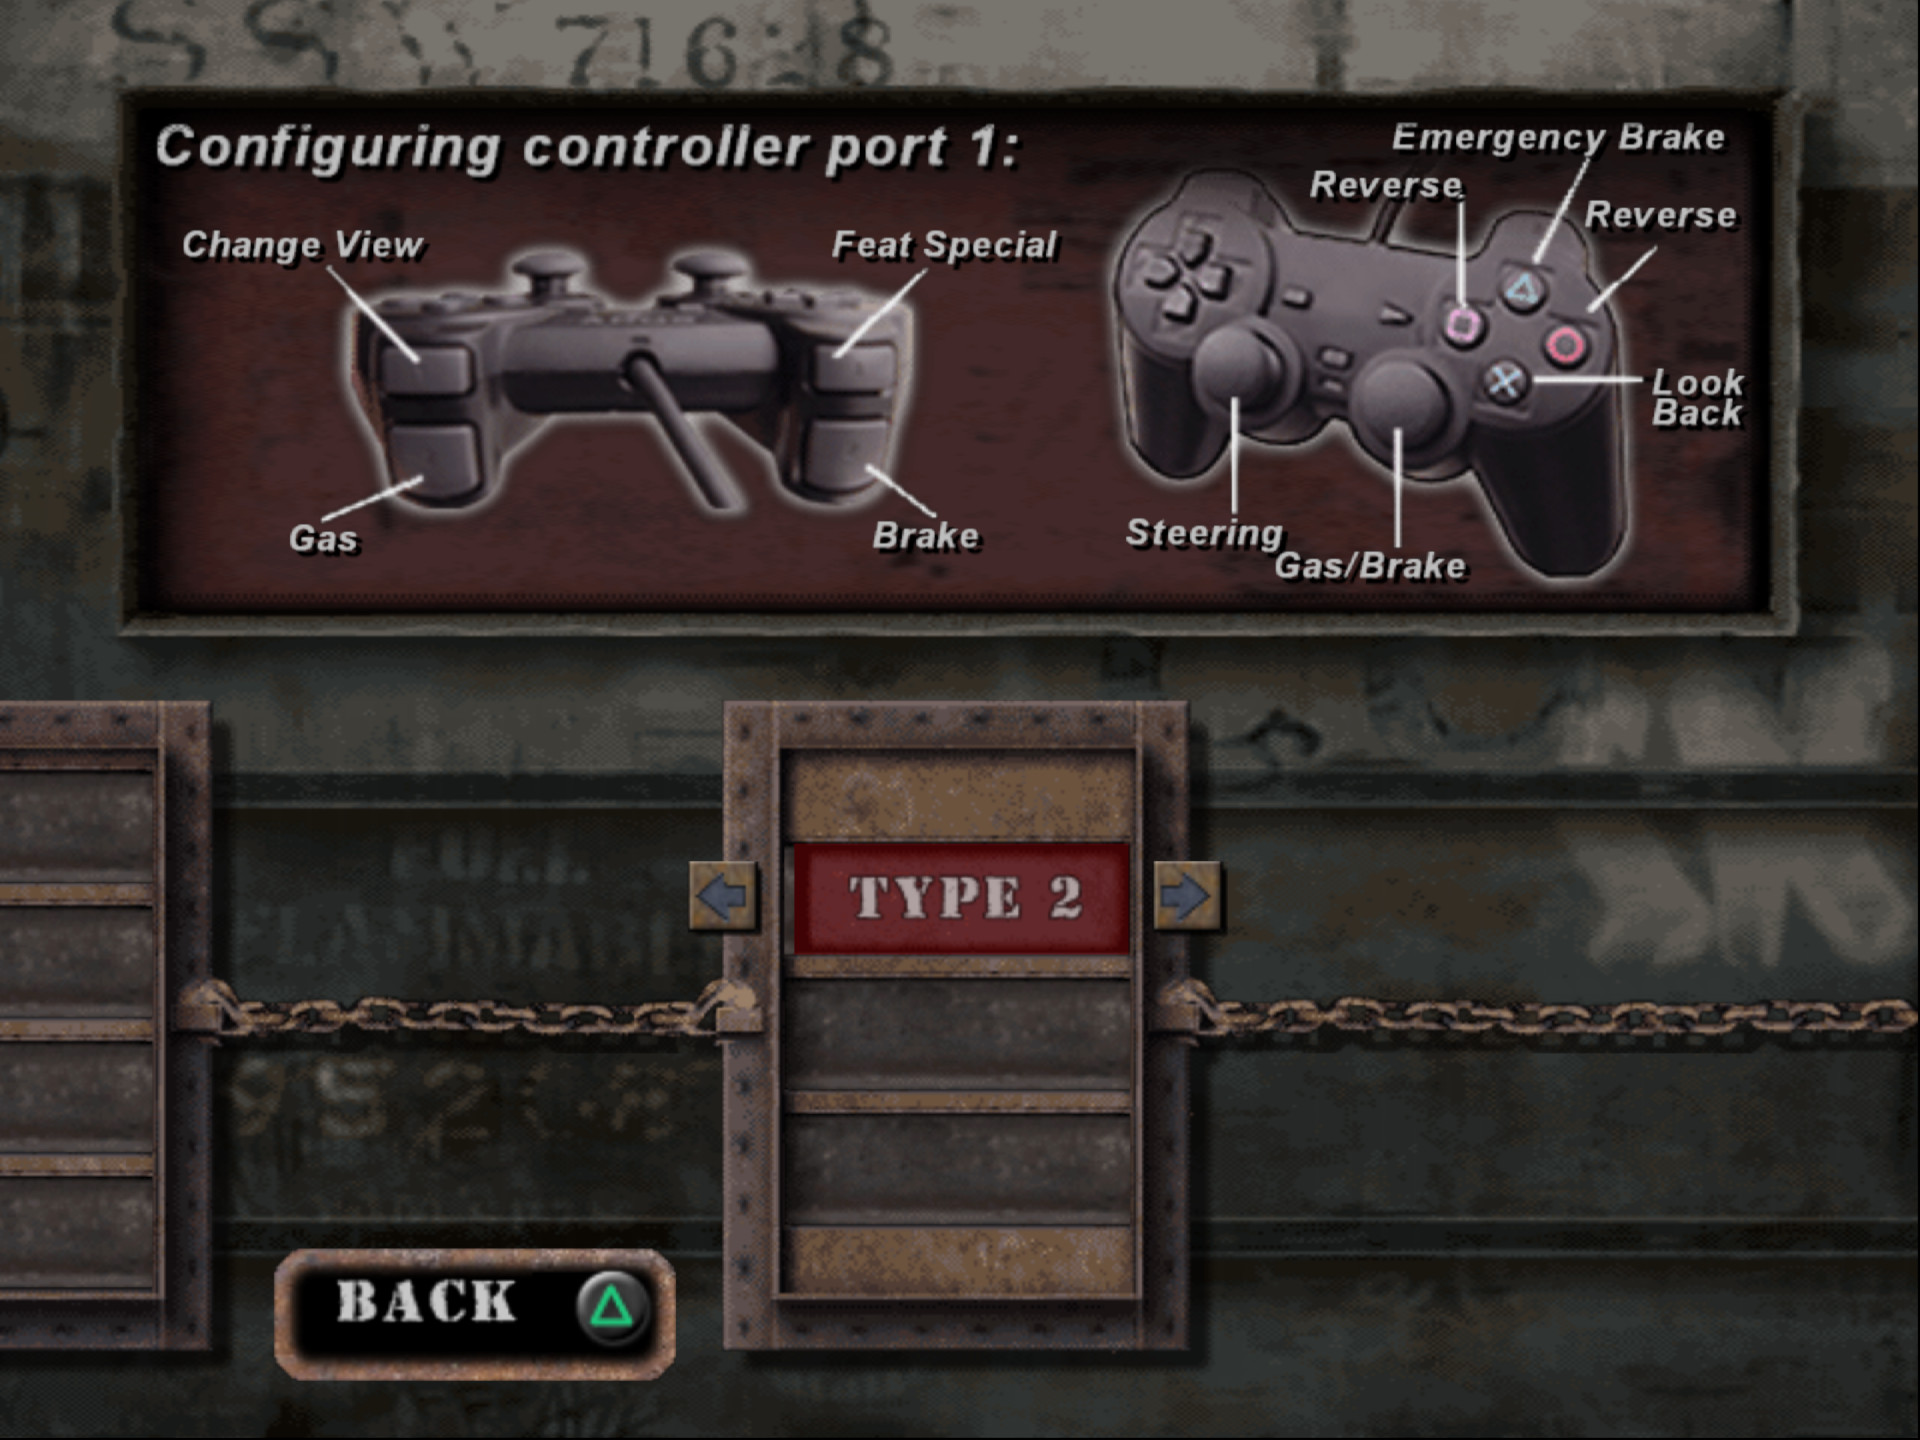 Configuring controller port 1:
Emergency Brake
Reverse
Reverse
Change View
Feat Special
Look
Back
Gas
Brake
Steering
Gas/Brake
TYPE 2
BACK